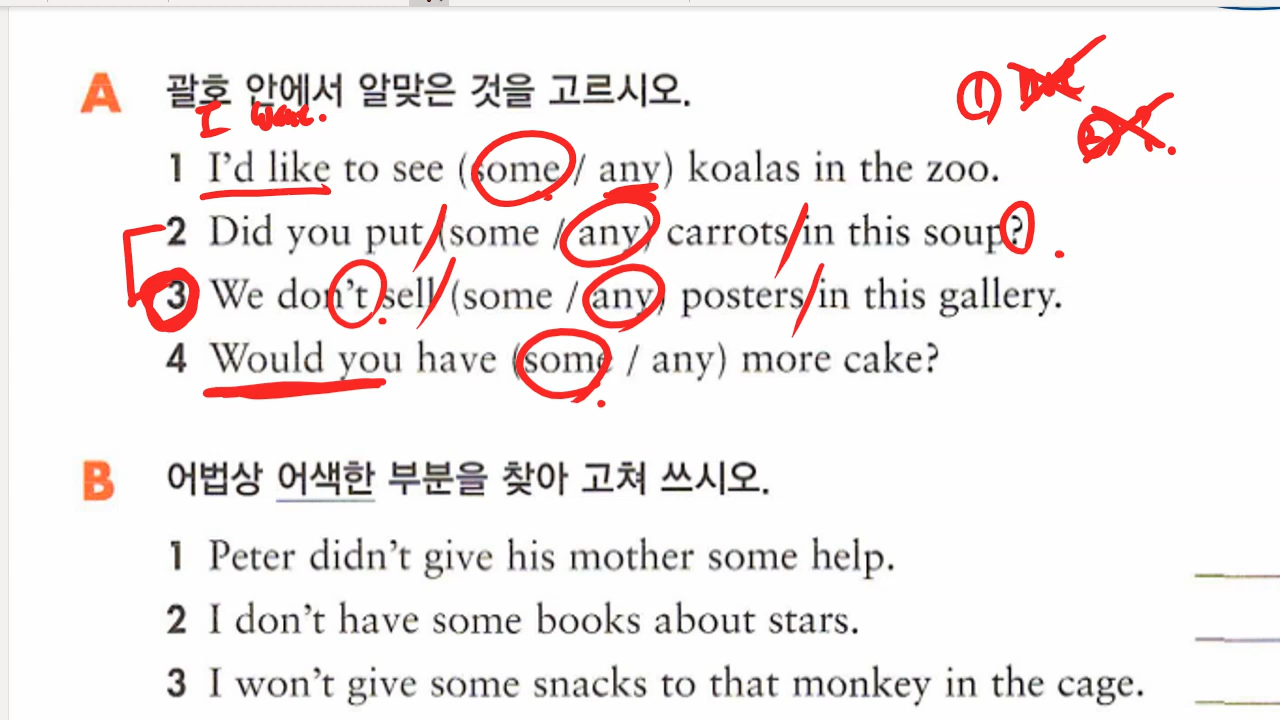 A 괄호 안에서 알맞은 것을 고르시오.
I want.
①
1 I'd like to see (some / any) koalas in the zoo.
2 Did you put (some / any) carrots in this soup?
3 We don't sell (some / any) posters in this gallery.
4 Would you have (some / any) more cake?
B 어법상 어색한 부분을 찾아 고쳐 쓰시오.
1 Peter didn't give his mother some help.
2 I don't have some books about stars.
3 I won't give some snacks to that monkey in the cage.